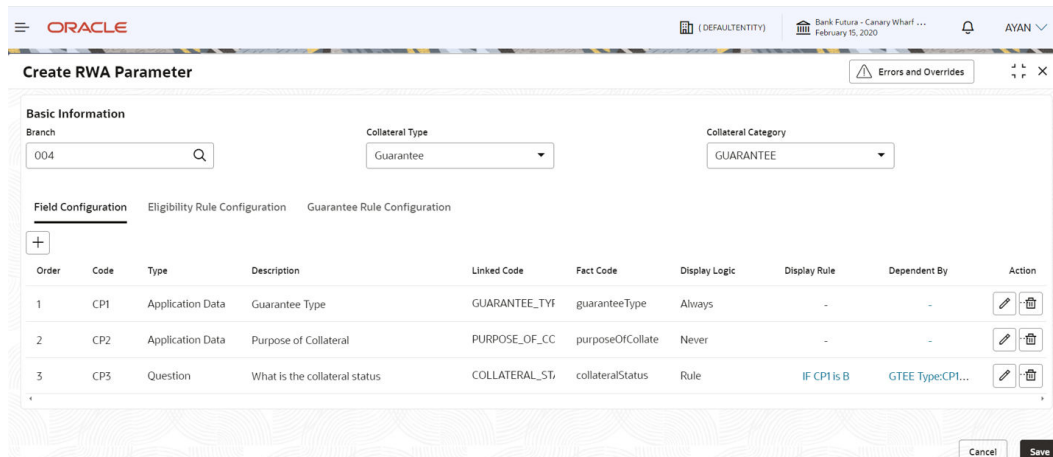 ORACLE
( DEFAULTENTITY)
Bank Futura - Canary Wharf ...
February 15, 2020
AYAN
Create RWA Parameter
Errors and Overrides
Basic Information
Branch Collateral Type Collateral Category
004 Guarantee GUARANTEE
Field Configuration Eligibility Rule Configuration Guarantee Rule Configuration
Order Code Type Description Linked Code Fact Code Display Logic Display Rule Dependent By Action
1 CP1 Application Data Guarantee Type GUARANTEE_TYF guaranteeType Always - -
2 CP2 Application Data Purpose of Collateral PURPOSE_OF_CC purposeOfCollate Never - -
3 CP3 Question What is the collateral status COLLATERAL_ST collateralStatus Rule IF CP1 is B GTEE Type:CP1...
Cancel Save